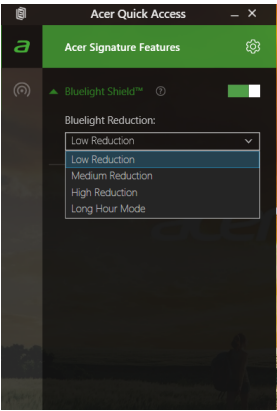 Acer Quick Access
a
Acer Signature Features
Bluelight Shield™
Bluelight Reduction:
Low Reduction
Low Reduction
Medium Reduction
High Reduction
Long Hour Mode
acer